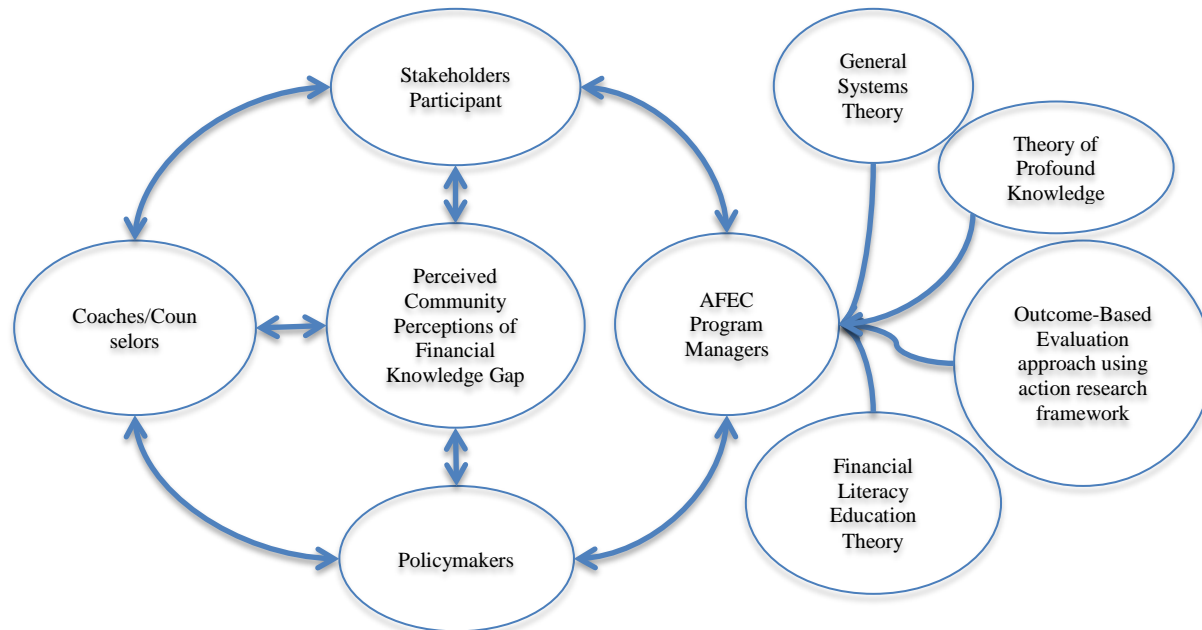 Stakeholders
Participant
General
Systems
Theory
Theory of
Profound
Knowledge
Coaches/Coun
selors
Perceived
Community
Perceptions of
Financial
Knowledge Gap
AFEC
Program
Managers
Outcome-Based
Evaluation
approach using
action research
framework
Financial
Literacy
Education
Theory
Policymakers